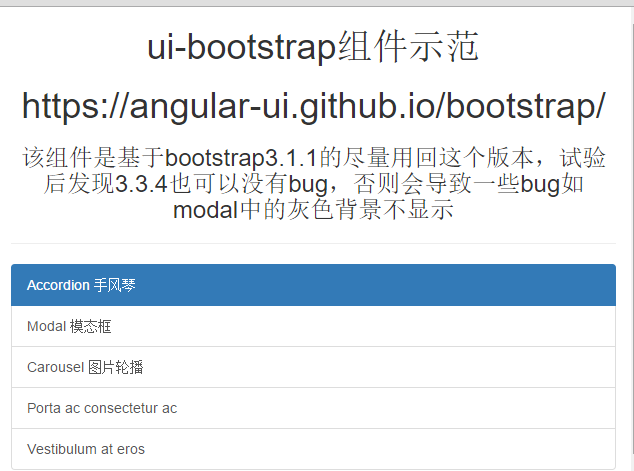 ui-bootstrap组件示范
https://angular-ui.github.io/bootstrap/
该组件是基于bootstrap3.1.1的尽量用回这个版本，试验
后发现3.3.4也可以没有bug，否则会导致一些bug如
modal中的灰色背景不显示
Accordion 手风琴
Modal 模态框
Carousel 图片轮播
Porta ac consectetur ac
Vestibulum at eros